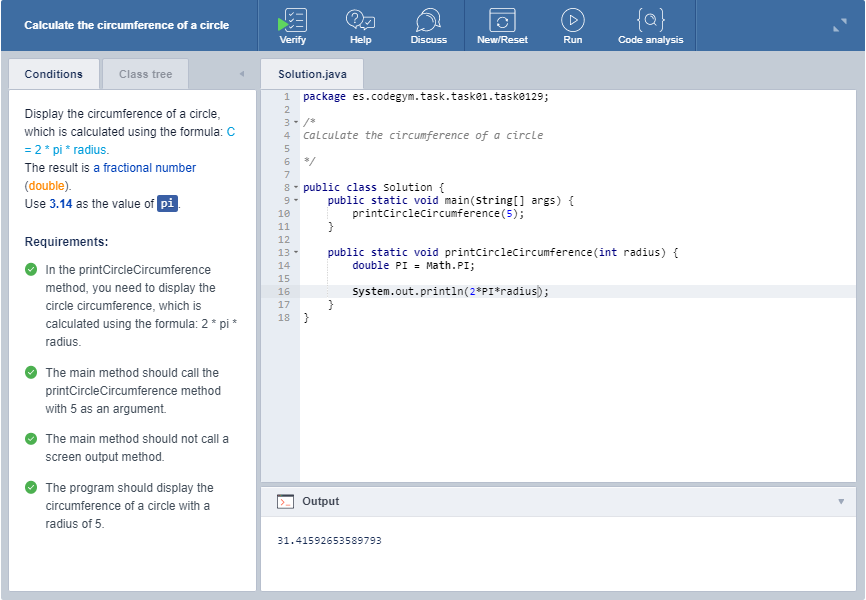 Calculate the circumference of a circle
Verify
Help
Discuss
New/Reset
Run
Code analysis
Conditions
Class tree
Display the circumference of a circle,
which is calculated using the formula: C
= 2 * pi * radius.
The result is a fractional number
(double).
Use 3.14 as the value of pi.
Requirements:
In the printCircleCircumference
method, you need to display the
circle circumference, which is
calculated using the formula: 2 * pi *
radius.
The main method should call the
printCircleCircumference method
with 5 as an argument.
The main method should not call a
screen output method.
The program should display the
circumference of a circle with a
radius of 5.
Solution.java
1 package es.codegym.task.task01.task0129;
2
3 /*
4 Calculate the circumference of a circle
5
6 */
7
8 public class Solution {
9 public static void main(String[] args) {
10 printCircleCircumference(5);
11 }
12
13 public static void printCircleCircumference(int radius) {
14 double PI = Math.PI;
15
16 System.out.println(2*PI*radius);
17 }
18 }
Output
31.41592653589793